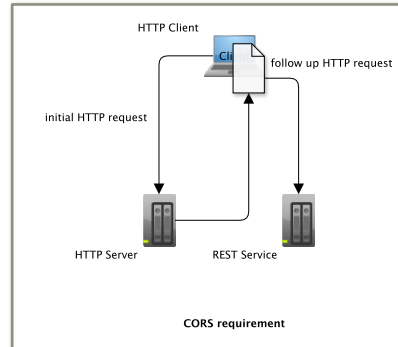 HTTP Client
follow up HTTP request
initial HTTP request
HTTP Server
REST Service
CORS requirement